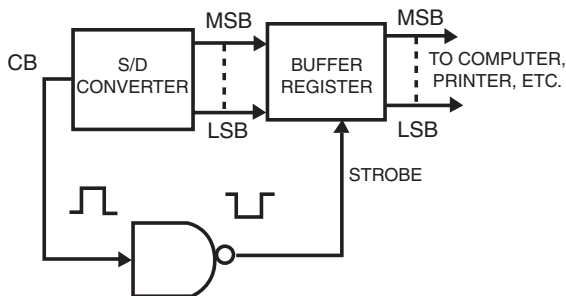 MSB
MSB
CB
S/D
CONVERTER
BUFFER
REGISTER
TO COMPUTER,
PRINTER, ETC.
LSB
LSB
STROBE